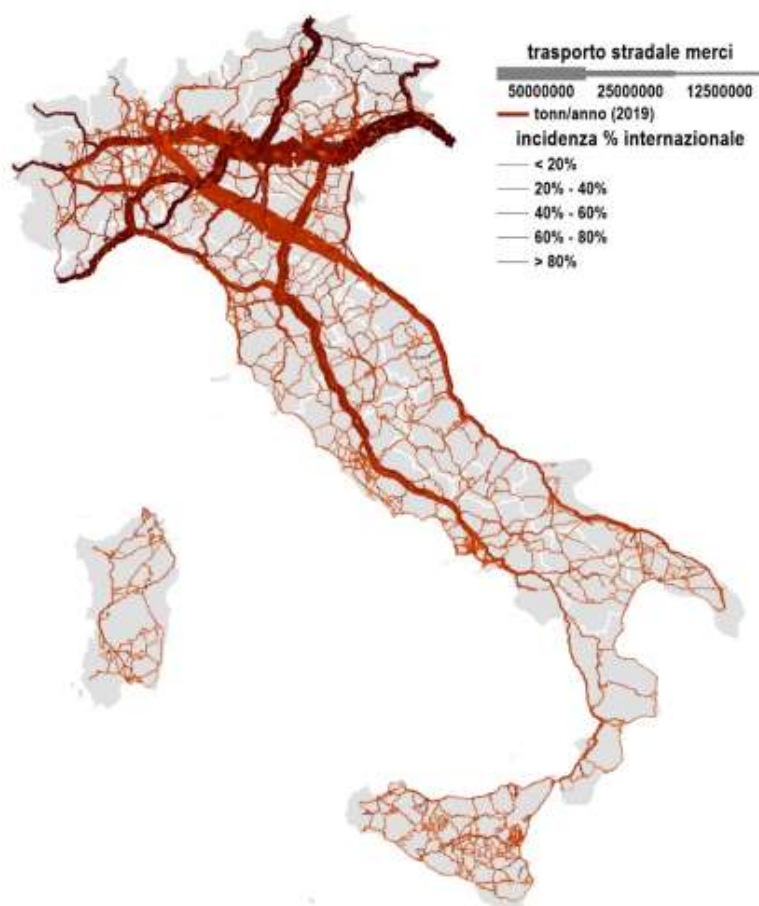 trasporto stradale merci
50000000 25000000 12500000
tonn/anno (2019)
incidenza % internazionale
< 20%
20% - 40%
40% - 60%
60% - 80%
> 80%